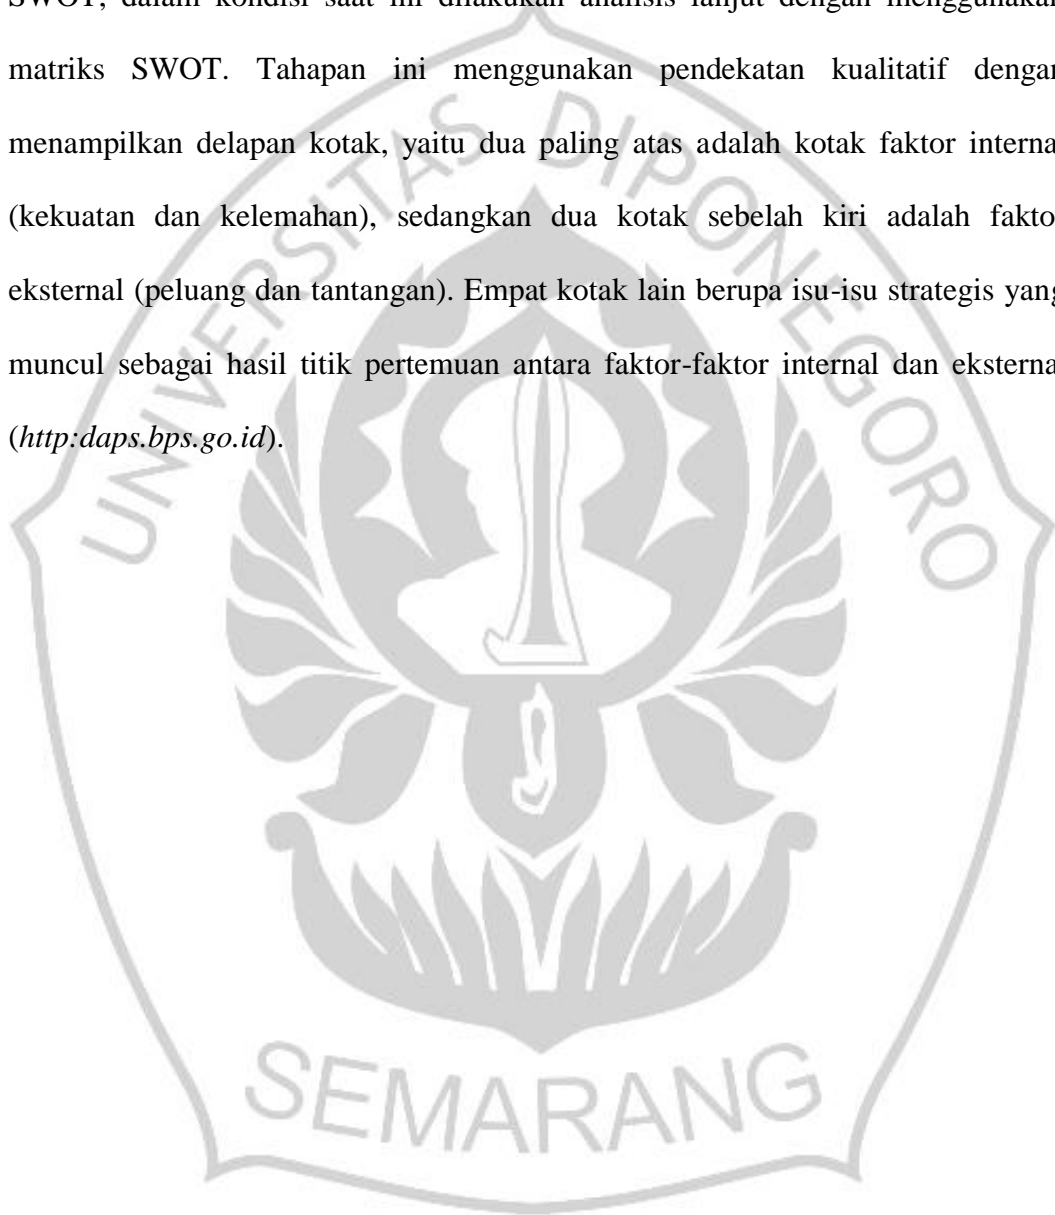 SWOT, dalam kondisi saat ini dilakukan analisis lanjut dengan menggunakan
matriks SWOT. Tahapan ini menggunakan pendekatan kualitatif dengan
menampilkan delapan kotak, yaitu dua paling atas adalah kotak faktor interna
(kekuatan dan kelemahan), sedangkan dua kotak sebelah kiri adalah fakto
eksternal (peluang dan tantangan). Empat kotak lain berupa isu-isu strategis yang
muncul sebagai hasil titik pertemuan antara faktor-faktor internal dan eksterna
(http:daps.bps.go.id).
UNIVERSITAS DIPONEGORO
SEMARANG